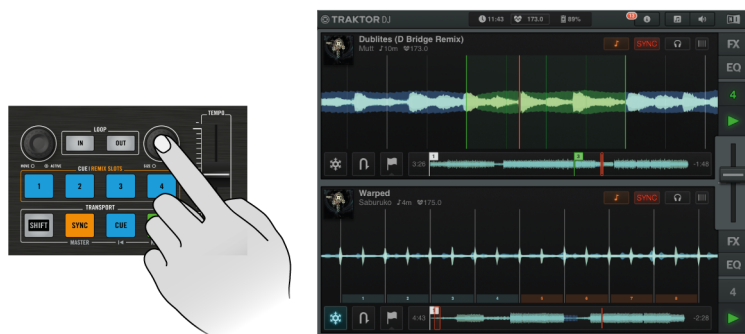 TEMPO
LOOP
IN OUT
MOVE ACTIVE SIZE
CUE | REMIX SLOTS
1 2 3 4
TRANSPORT
SHIFT SYNC CUE
MASTER
TRAKTOR DJ 11:43 173.0 89%
Dublites (D Bridge Remix)
Mutt 10m 173.0
SYNC
FX
EQ
4
3:26 1 -1:48
Warped
Saburuko 4m 175.0
SYNC
FX
EQ
4
1 2 3 4 5 6 7 8
4:43 1 -2:28